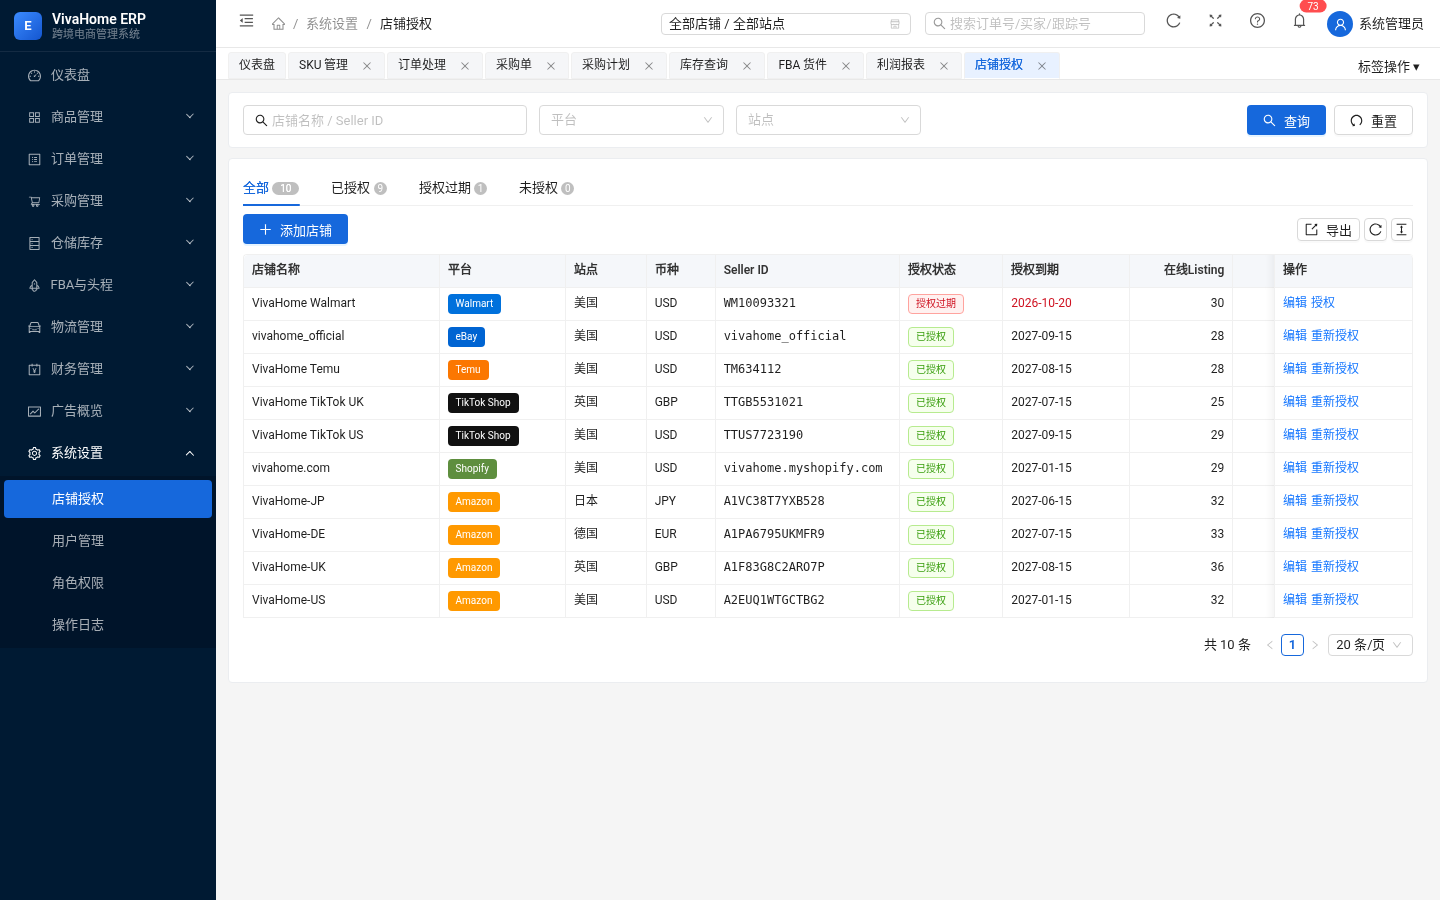 E
VivaHome ERP
跨境电商管理系统
仪表盘
商品管理
订单管理
采购管理
仓储库存
FBA与头程
物流管理
财务管理
广告概览
系统设置
店铺授权
用户管理
角色权限
操作日志
/ 系统设置 / 店铺授权
全部店铺 / 全部站点
搜索订单号/买家/跟踪号
73
系统管理员
仪表盘
SKU 管理
订单处理
采购单
采购计划
库存查询
FBA 货件
利润报表
店铺授权
标签操作 ▾
店铺名称 / Seller ID
平台
站点
查询
重置
全部 10
已授权 9
授权过期 1
未授权 0
添加店铺
导出
店铺名称 平台 站点 币种 Seller ID 授权状态 授权到期 在线Listing 操作
VivaHome Walmart Walmart 美国 USD WM10093321 授权过期 2026-10-20 30 编辑 授权
vivahome_official eBay 美国 USD vivahome_official 已授权 2027-09-15 28 编辑 重新授权
VivaHome Temu Temu 美国 USD TM634112 已授权 2027-08-15 28 编辑 重新授权
VivaHome TikTok UK TikTok Shop 英国 GBP TTGB5531021 已授权 2027-07-15 25 编辑 重新授权
VivaHome TikTok US TikTok Shop 美国 USD TTUS7723190 已授权 2027-09-15 29 编辑 重新授权
vivahome.com Shopify 美国 USD vivahome.myshopify.com 已授权 2027-01-15 29 编辑 重新授权
VivaHome-JP Amazon 日本 JPY A1VC38T7YXB528 已授权 2027-06-15 32 编辑 重新授权
VivaHome-DE Amazon 德国 EUR A1PA6795UKMFR9 已授权 2027-07-15 33 编辑 重新授权
VivaHome-UK Amazon 英国 GBP A1F83G8C2ARO7P 已授权 2027-08-15 36 编辑 重新授权
VivaHome-US Amazon 美国 USD A2EUQ1WTGCTBG2 已授权 2027-01-15 32 编辑 重新授权
共 10 条
1
20 条/页